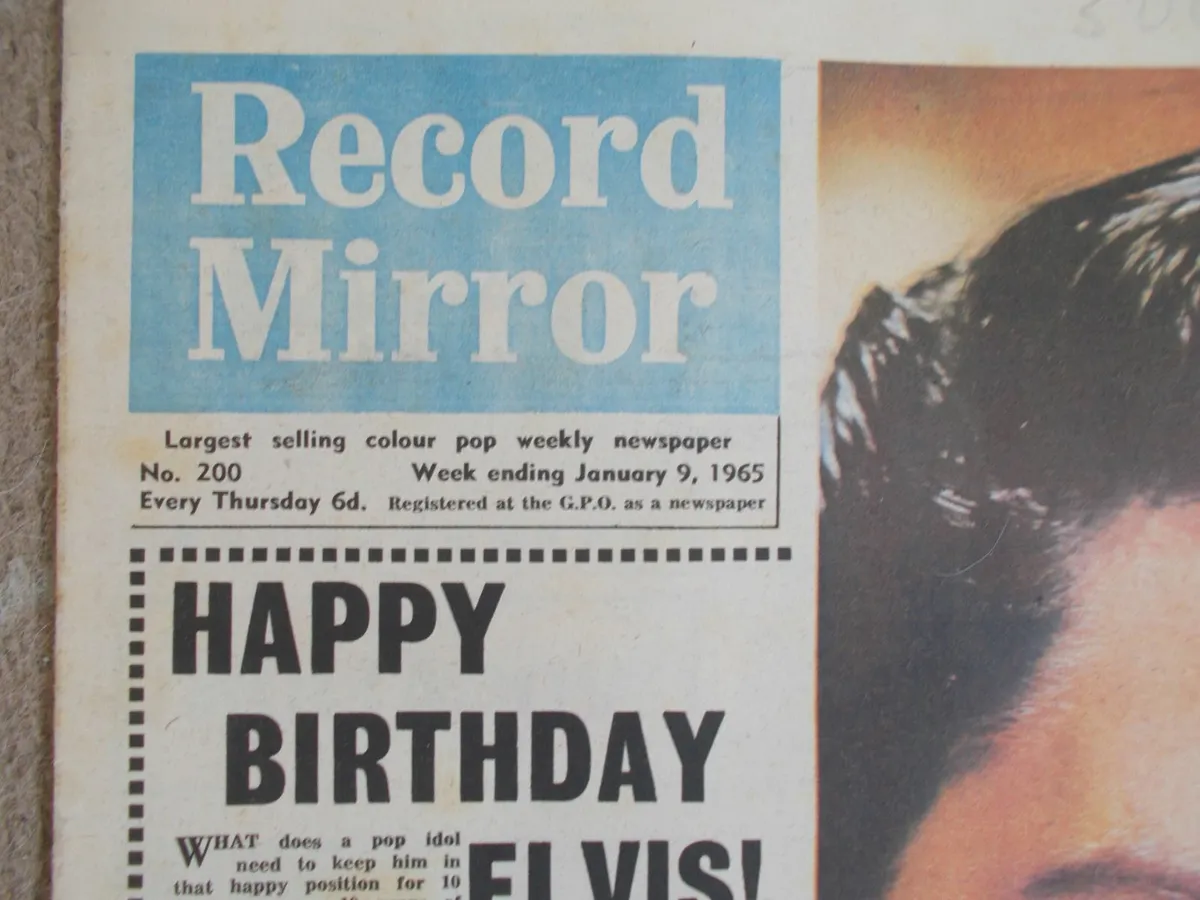 Record
Mirror
Largest selling colour pop weekly newspaper
No. 200 Week ending January 9, 1965
Every Thursday 6d. Registered at the G.P.O. as a newspaper
HAPPY
BIRTHDAY
ELVIS!
WHAT does a pop idol
need to keep him in
that happy position for 10